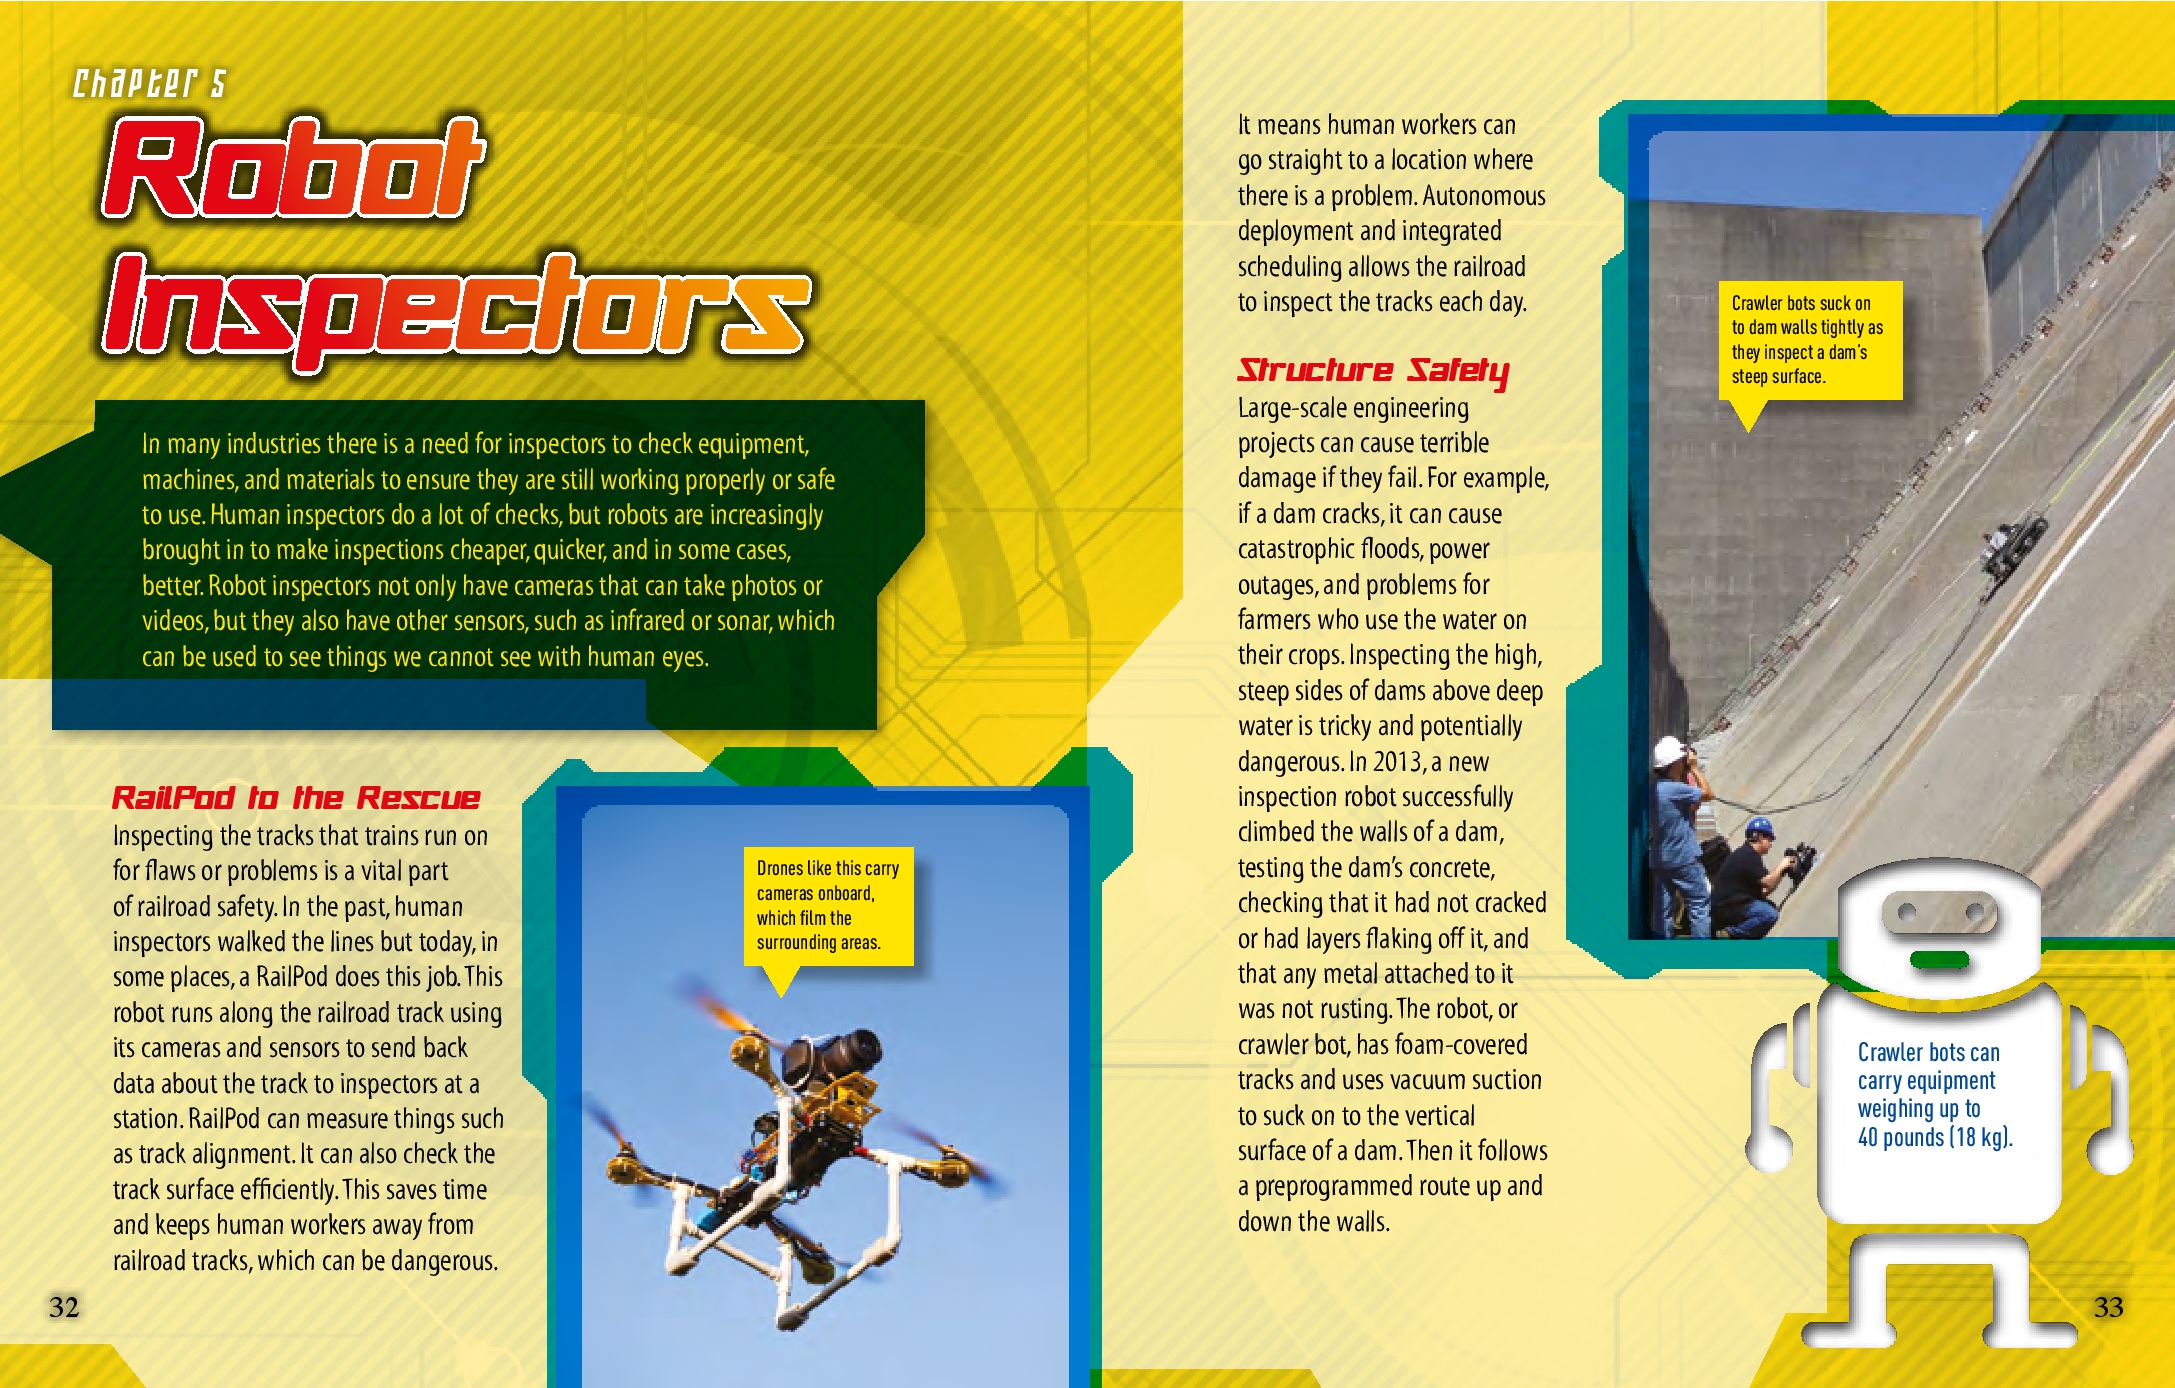 Chapter 5
Robot
Inspectors
In many industries there is a need for inspectors to check equipment,
machines, and materials to ensure they are still working properly or safe
to use. Human inspectors do a lot of checks, but robots are increasingly
brought in to make inspections cheaper, quicker, and in some cases,
better. Robot inspectors not only have cameras that can take photos or
videos, but they also have other sensors, such as infrared or sonar, which
can be used to see things we cannot see with human eyes.
RailPod to the Rescue
Inspecting the tracks that trains run on
for flaws or problems is a vital part
of railroad safety. In the past, human
inspectors walked the lines but today, in
some places, a RailPod does this job. This
robot runs along the railroad track using
its cameras and sensors to send back
data about the track to inspectors at a
station. RailPod can measure things such
as track alignment. It can also check the
track surface efficiently. This saves time
and keeps human workers away from
railroad tracks, which can be dangerous.
Drones like this carry
cameras onboard,
which film the
surrounding areas.
32
It means human workers can
go straight to a location where
there is a problem. Autonomous
deployment and integrated
scheduling allows the railroad
to inspect the tracks each day.
Structure Safety
Large-scale engineering
projects can cause terrible
damage if they fail. For example,
if a dam cracks, it can cause
catastrophic floods, power
outages, and problems for
farmers who use the water on
their crops. Inspecting the high,
steep sides of dams above deep
water is tricky and potentially
dangerous. In 2013, a new
inspection robot successfully
climbed the walls of a dam,
testing the dam's concrete,
checking that it had not cracked
or had layers flaking off it, and
that any metal attached to it
was not rusting. The robot, or
crawler bot, has foam-covered
tracks and uses vacuum suction
to suck on to the vertical
surface of a dam. Then it follows
a preprogrammed route up and
down the walls.
Crawler bots suck on
to dam walls tightly as
they inspect a dam's
steep surface.
Crawler bots can
carry equipment
weighing up to
40 pounds (18 kg).
33